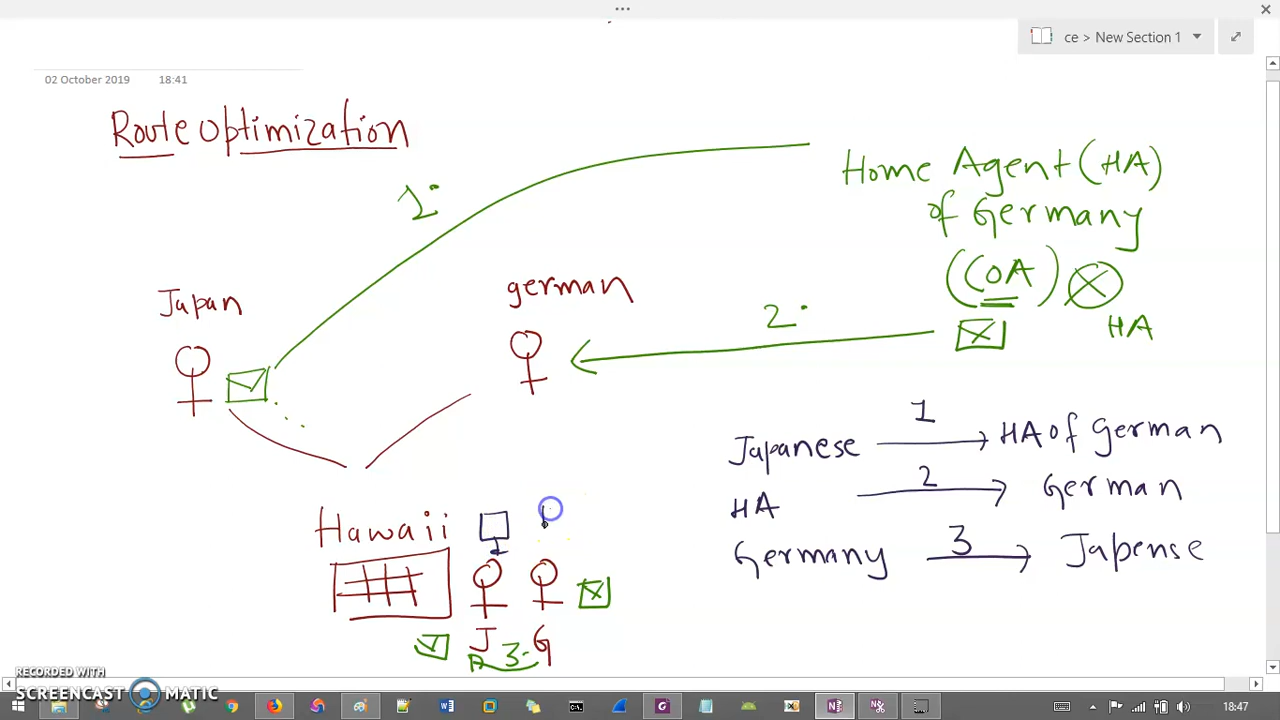 ce > New Section 1
02 October 2019 18:41
Route Optimization
Home Agent (HA)
of Germany
(COA)
HA
1.
Japan
german
2.
1
Japanese → HA of German
2
HA → German
3
Germany → Japense
Hawaii
J G
3.
RECORDED WITH
SCREENCAST MATIC
18:47